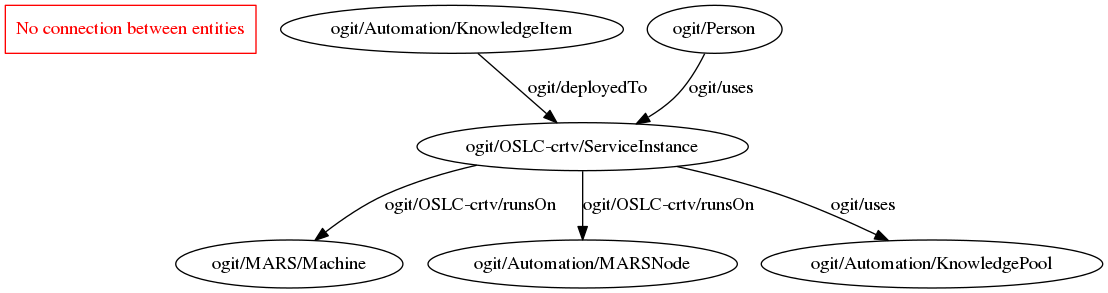 No connection between entities
ogit/Automation/KnowledgeItem
ogit/Person
ogit/deployedTo
ogit/uses
ogit/OSLC-crtv/ServiceInstance
ogit/OSLC-crtv/runsOn
ogit/OSLC-crtv/runsOn
ogit/uses
ogit/MARS/Machine
ogit/Automation/MARSNode
ogit/Automation/KnowledgePool